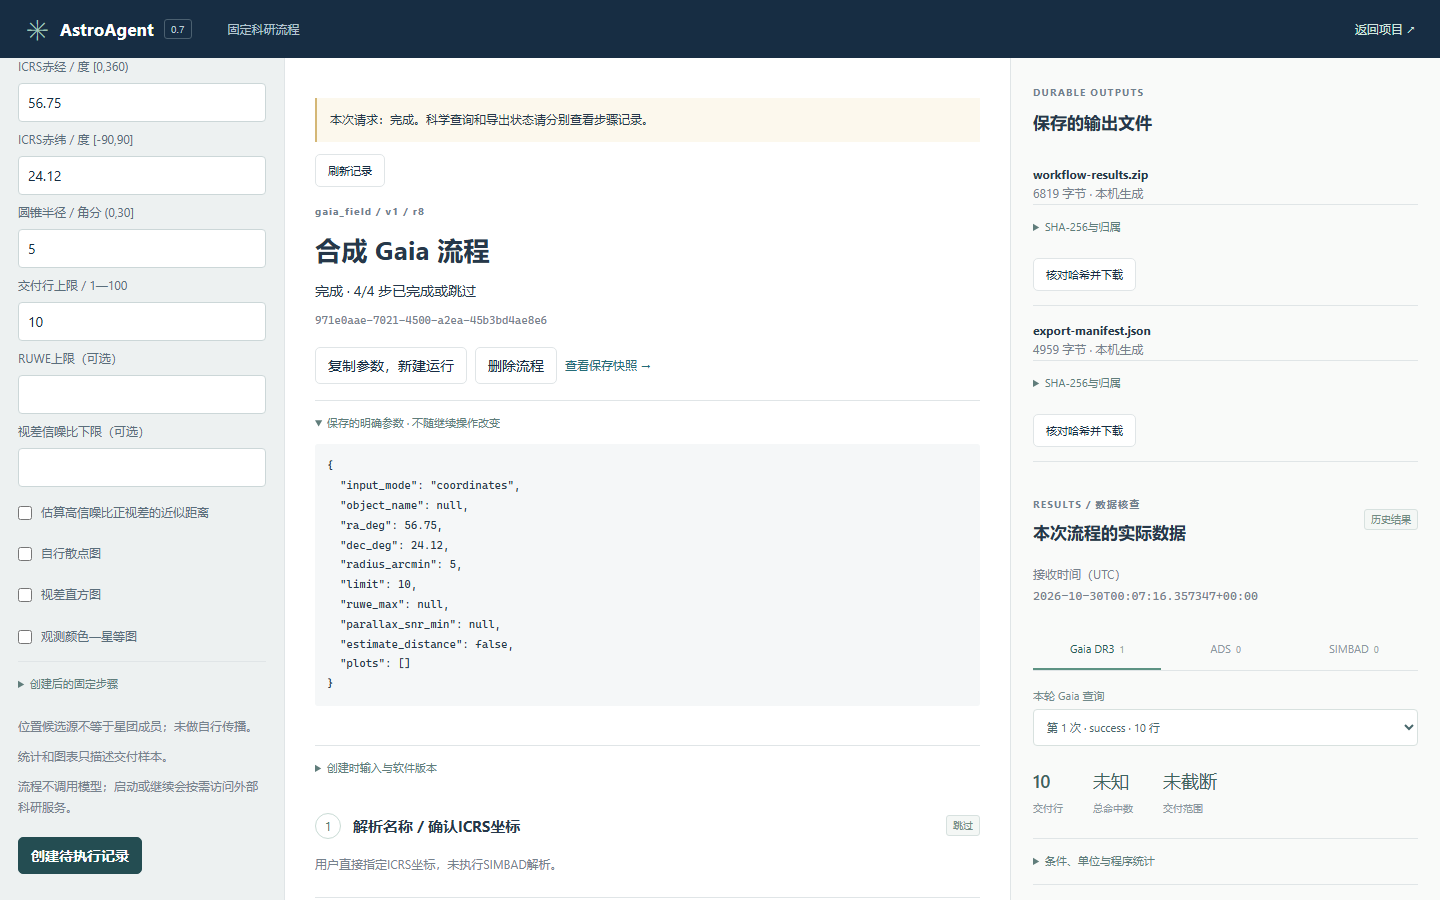 AstroAgent 0.7 固定科研流程 返回项目 ↗
ICRS赤经 / 度 [0,360)
56.75
ICRS赤纬 / 度 [-90,90]
24.12
圆锥半径 / 角分 (0,30]
5
交付行上限 / 1—100
10
RUWE上限（可选）
视差信噪比下限（可选）
估算高信噪比正视差的近似距离
自行散点图
视差直方图
观测颜色—星等图
▶ 创建后的固定步骤
位置候选源不等于星团成员；未做自行传播。
统计和图表只描述交付样本。
流程不调用模型；启动或继续会按需访问外部
科研服务。
创建待执行记录
本次请求：完成。科学查询和导出状态请分别查看步骤记录。
刷新记录
gaia_field / v1 / r8
合成 Gaia 流程
完成 · 4/4 步已完成或跳过
971e0aae-7021-4500-a2ea-45b3bd4ae8e6
复制参数，新建运行 删除流程 查看保存快照 →
▼ 保存的明确参数 · 不随继续操作改变
{
"input_mode": "coordinates",
"object_name": null,
"ra_deg": 56.75,
"dec_deg": 24.12,
"radius_arcmin": 5,
"limit": 10,
"ruwe_max": null,
"parallax_snr_min": null,
"estimate_distance": false,
"plots": []
}
▶ 创建时输入与软件版本
1 解析名称 / 确认ICRS坐标 跳过
用户直接指定ICRS坐标，未执行SIMBAD解析。
DURABLE OUTPUTS
保存的输出文件
workflow-results.zip
6819 字节 · 本机生成
▶ SHA-256与归属
核对哈希并下载
export-manifest.json
4959 字节 · 本机生成
▶ SHA-256与归属
核对哈希并下载
RESULTS / 数据核查
本次流程的实际数据 历史结果
接收时间（UTC）
2026-10-30T00:07:16.357347+00:00
Gaia DR3 1 ADS 0 SIMBAD 0
本轮 Gaia 查询
第 1 次 · success · 10 行
10 未知 未截断
交付行 总命中数 交付范围
▶ 条件、单位与程序统计